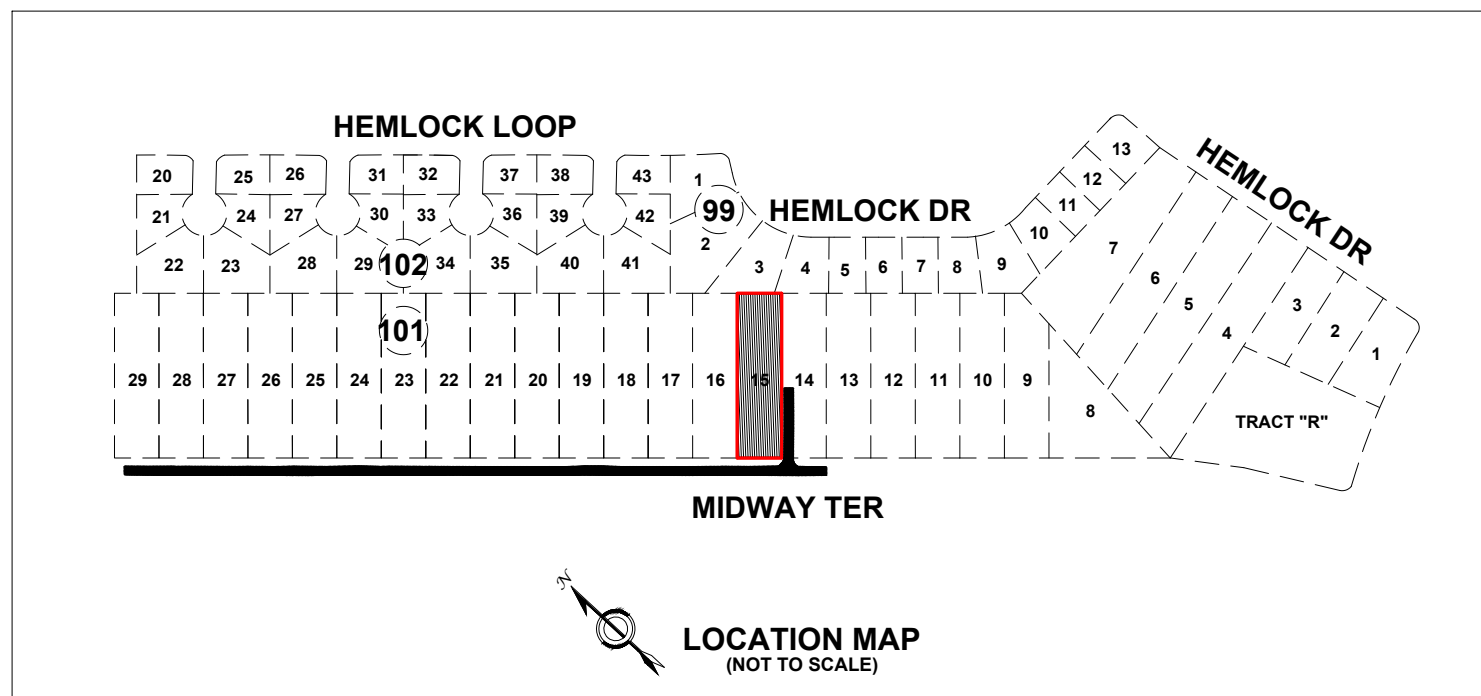 HEMLOCK LOOP
HEMLOCK DR
HEMLOCK DR
20 25 26 31 32 37 38 43 1 13
12
21 24 27 30 33 36 39 42 99 11
10
2
22 23 28 29 102 34 35 40 41 3 4 5 6 7 8 9
7 6 5 4 3 2 1
101
29 28 27 26 25 24 23 22 21 20 19 18 17 16 15 14 13 12 11 10 9 8
TRACT "R"
MIDWAY TER
N
LOCATION MAP
(NOT TO SCALE)